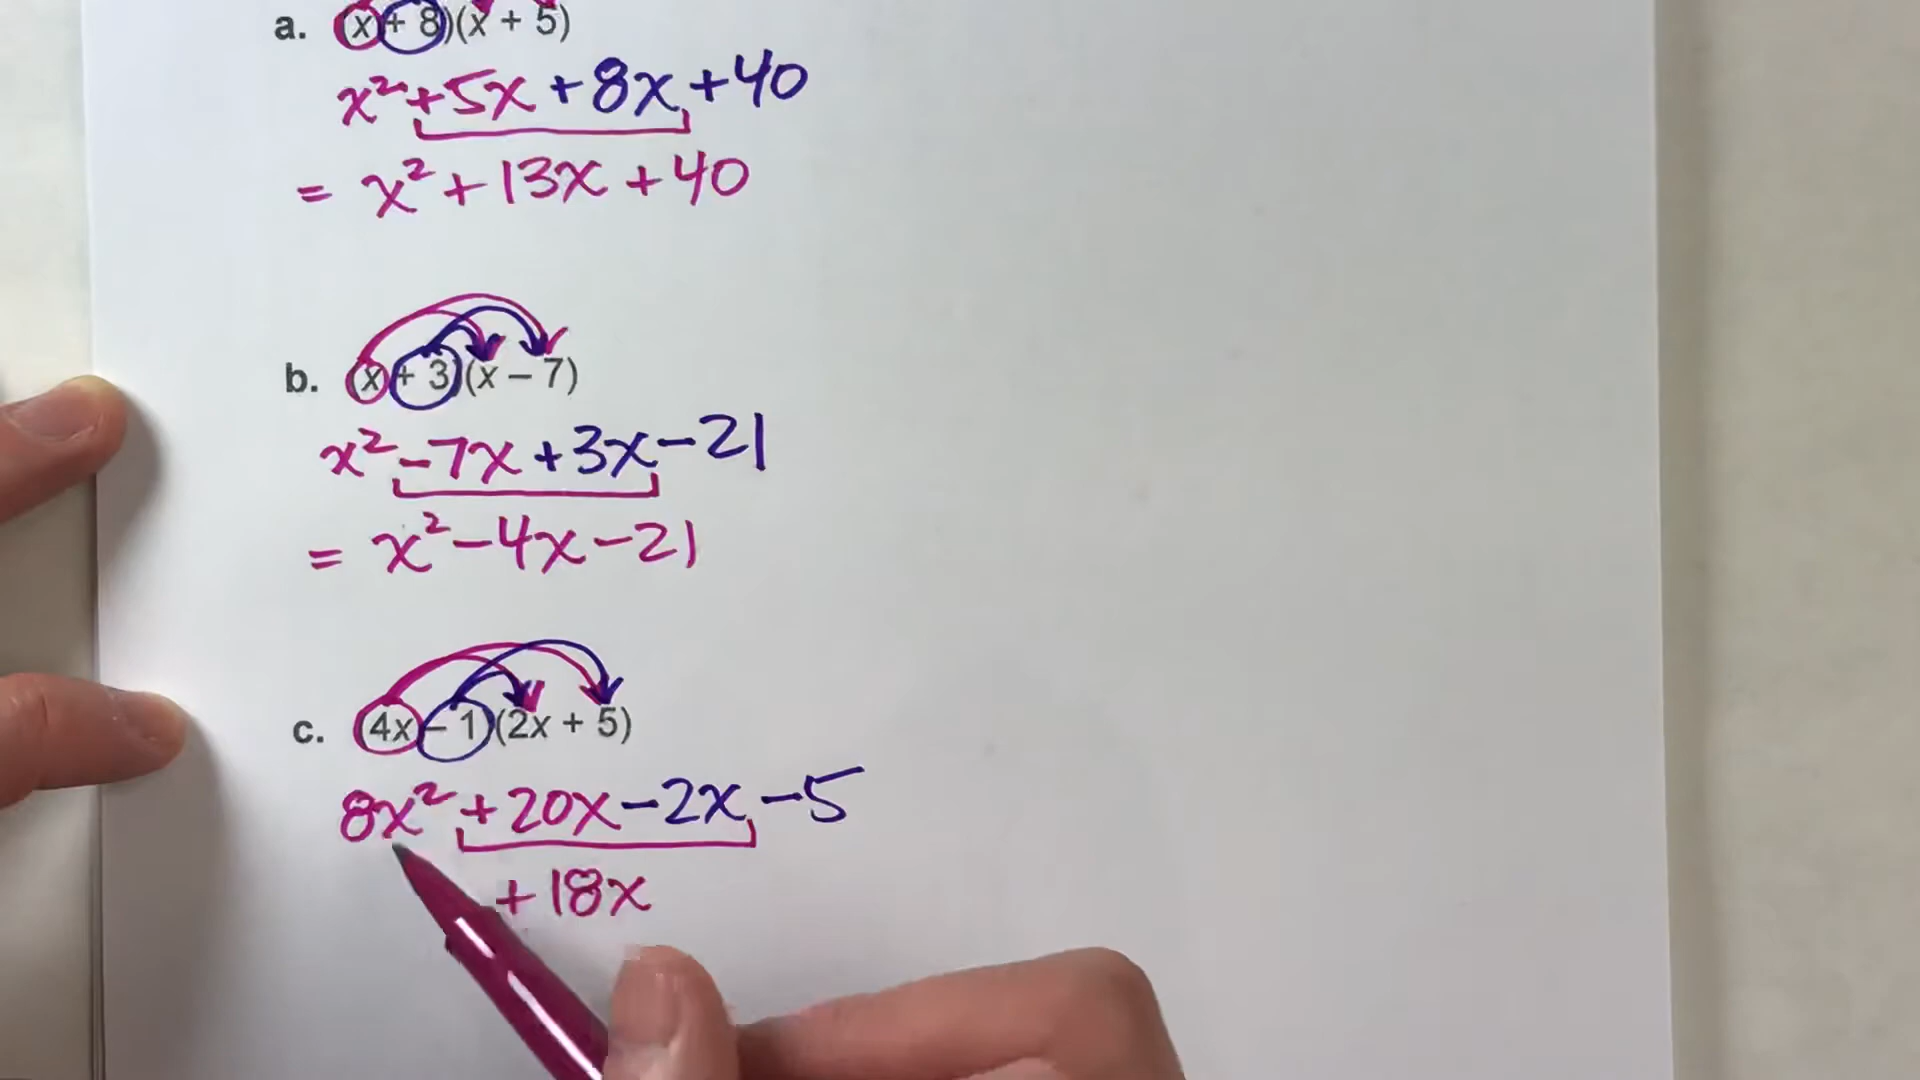 a. (x + 8)(x + 5)
x² + 5x + 8x + 40
= x² + 13x + 40
b. (x + 3)(x – 7)
x² - 7x + 3x - 21
= x² - 4x - 21
c. (4x – 1)(2x + 5)
8x² + 20x - 2x - 5
+ 18x